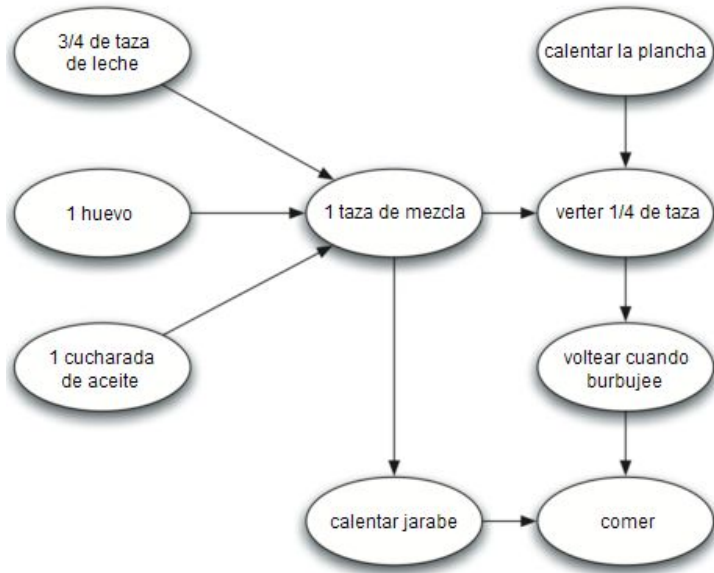 3/4 de taza
de leche
calentar la plancha
1 huevo
1 taza de mezcla
verter 1/4 de taza
1 cucharada
de aceite
voltear cuando
burbujee
calentar jarabe
comer